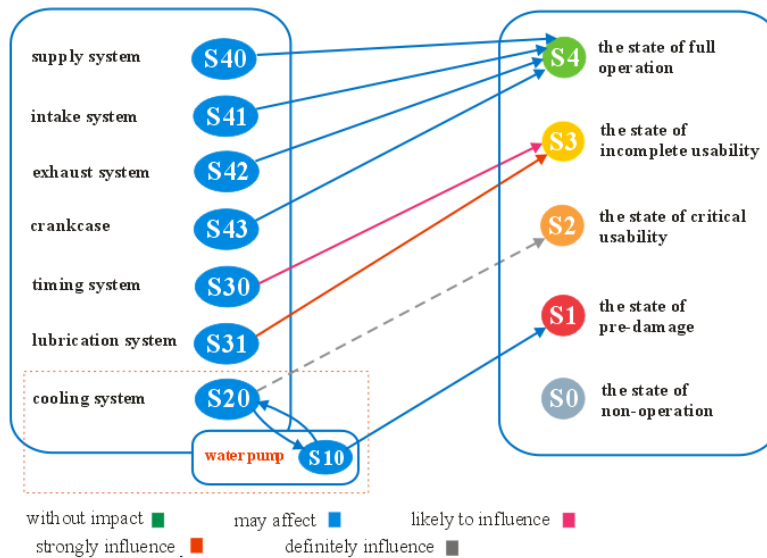 supply system S40 S4 the state of full
operation
intake system S41
S3 the state of
incomplete usability
exhaust system S42
crankcase S43 S2 the state of critical
usability
timing system S30
S1 the state of
pre-damage
lubrication system S31
cooling system S20 S0 the state of
non-operation
water pump S10
without impact may affect likely to influence
strongly influence definitely influence